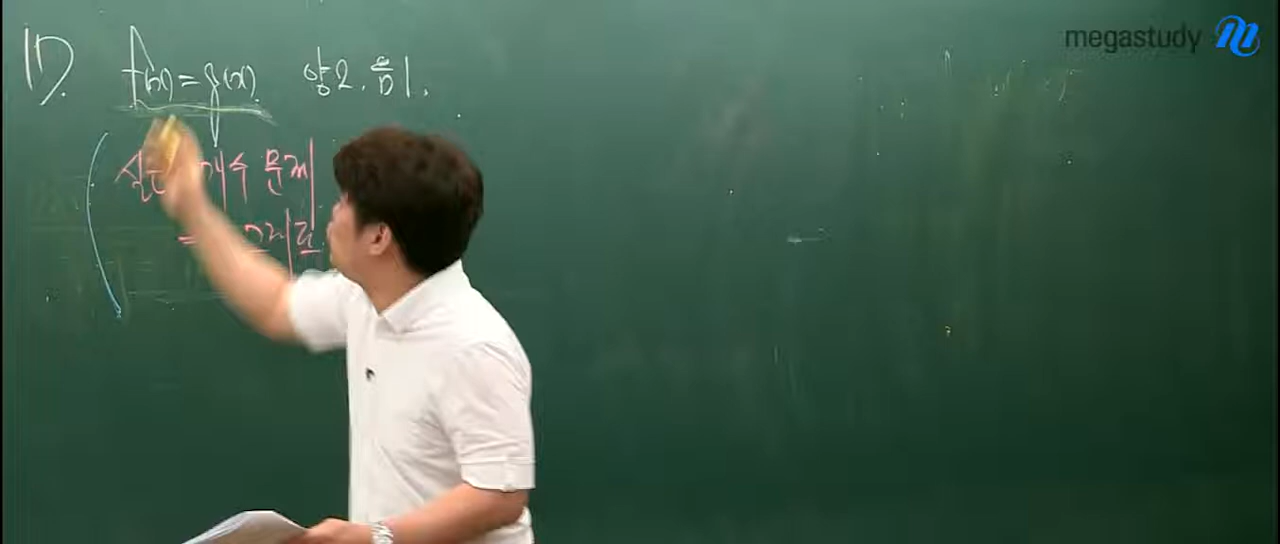 megastudy
17). f(x) = g(x) 양2. 음1.
실근 개수 문제